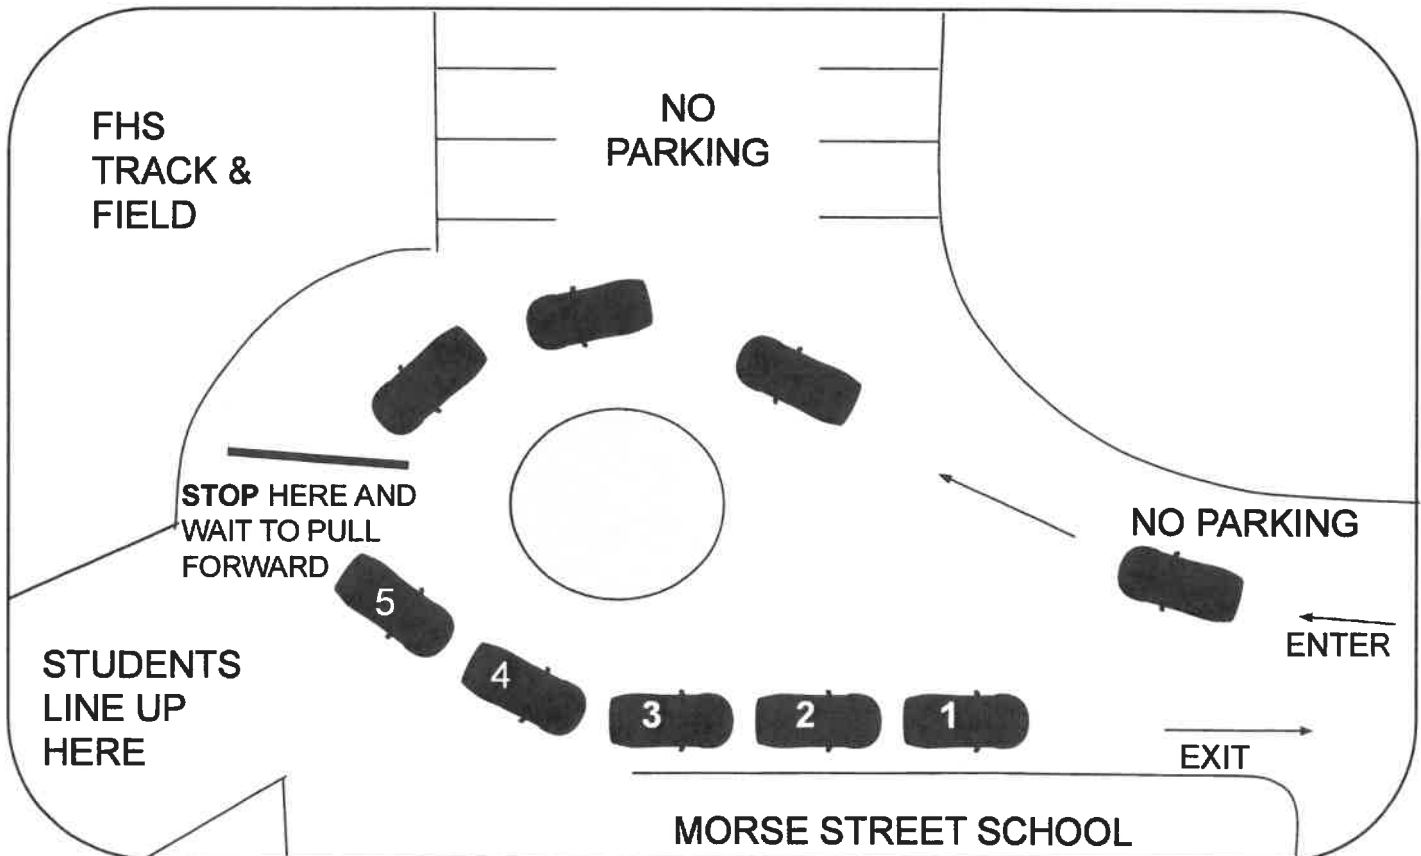 FHS
TRACK &
FIELD
NO
PARKING
STOP HERE AND
WAIT TO PULL
FORWARD
NO PARKING
ENTER
5
4
3
2
1
EXIT
STUDENTS
LINE UP
HERE
MORSE STREET SCHOOL